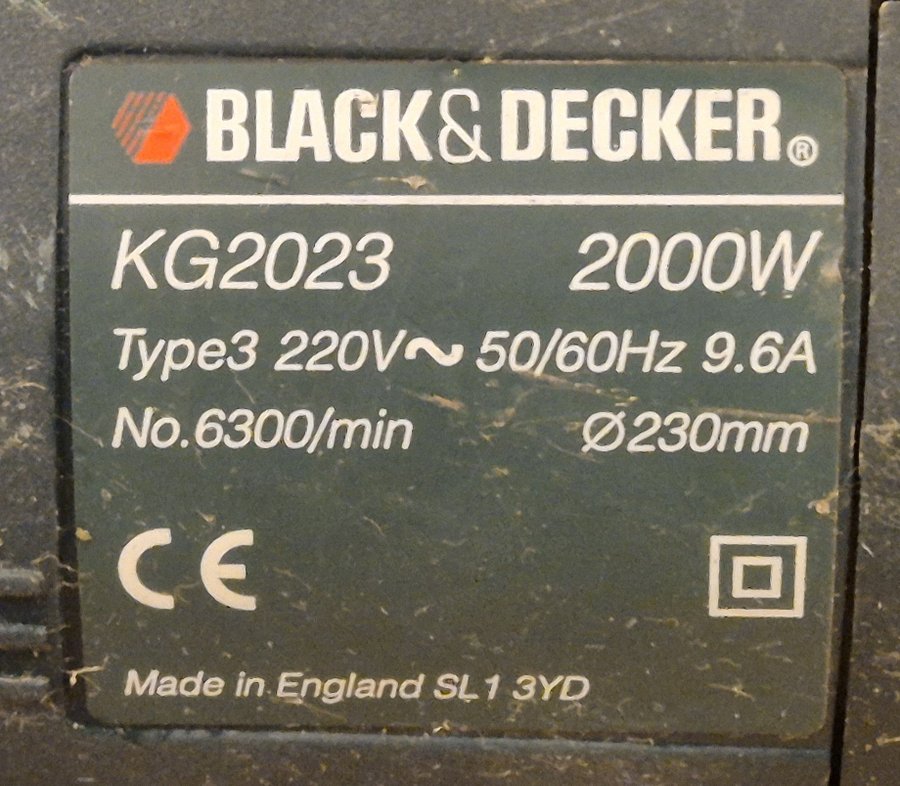 BLACK&DECKER®
KG2023 2000W
Type3 220V~ 50/60Hz 9.6A
No.6300/min Ø230mm
CE
Made in England SL1 3YD